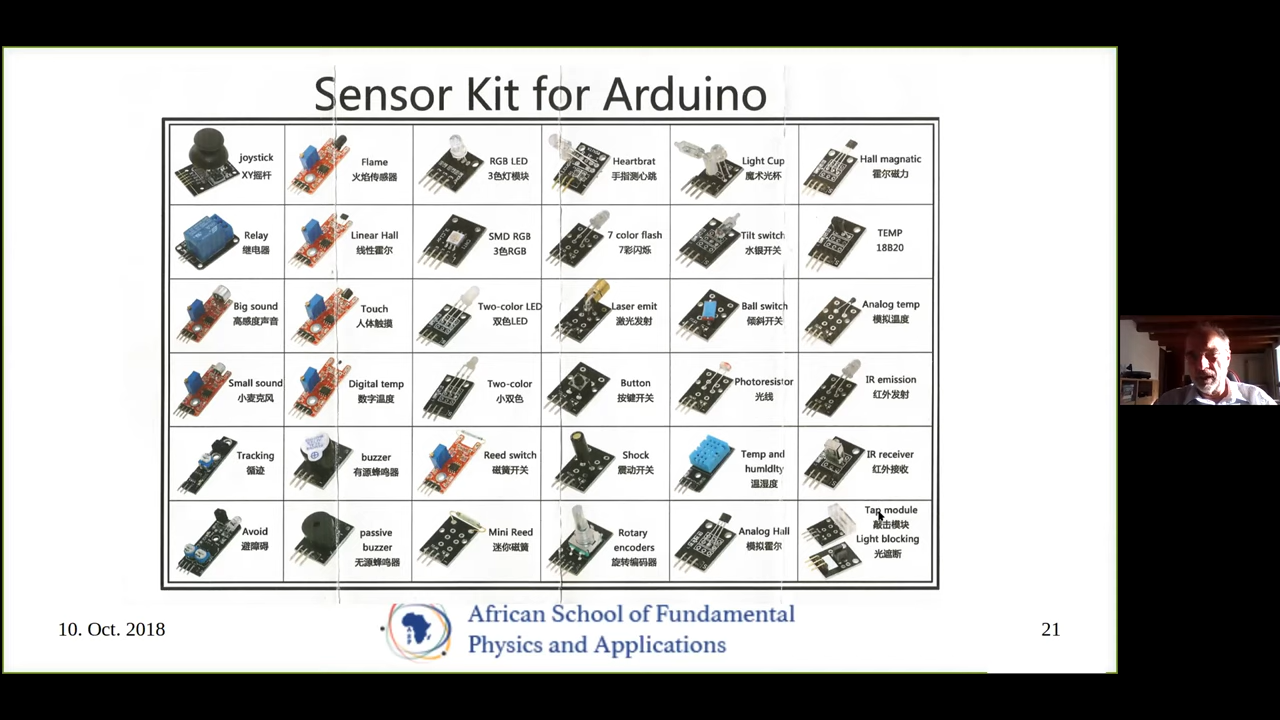 Sensor Kit for Arduino
joystick
XY摇杆
Flame
火焰传感器
RGB LED
3色灯模块
Heartbrat
手指测心跳
Light Cup
魔术光杯
Hall magnatic
霍尔磁力
Relay
继电器
Linear Hall
线性霍尔
SMD RGB
3色RGB
7 color flash
7彩闪烁
Tilt switch
水银开关
TEMP
18B20
Big sound
高感度声音
Touch
人体触摸
Two-color LED
双色LED
Laser emit
激光发射
Ball switch
倾斜开关
Analog temp
模拟温度
Small sound
小麦克风
Digital temp
数字温度
Two-color
小双色
Button
按键开关
Photoresistor
光线
IR emission
红外发射
Tracking
循迹
buzzer
有源蜂鸣器
Reed switch
磁簧开关
Shock
震动开关
Temp and
humldlty
温湿度
IR receiver
红外接收
Avoid
避障碍
passive
buzzer
无源蜂鸣器
Mini Reed
迷你磁簧
Rotary
encoders
旋转编码器
Analog Hall
模拟霍尔
Tap module
敲击模块
Light blocking
光遮断
10. Oct. 2018
African School of Fundamental
Physics and Applications
21